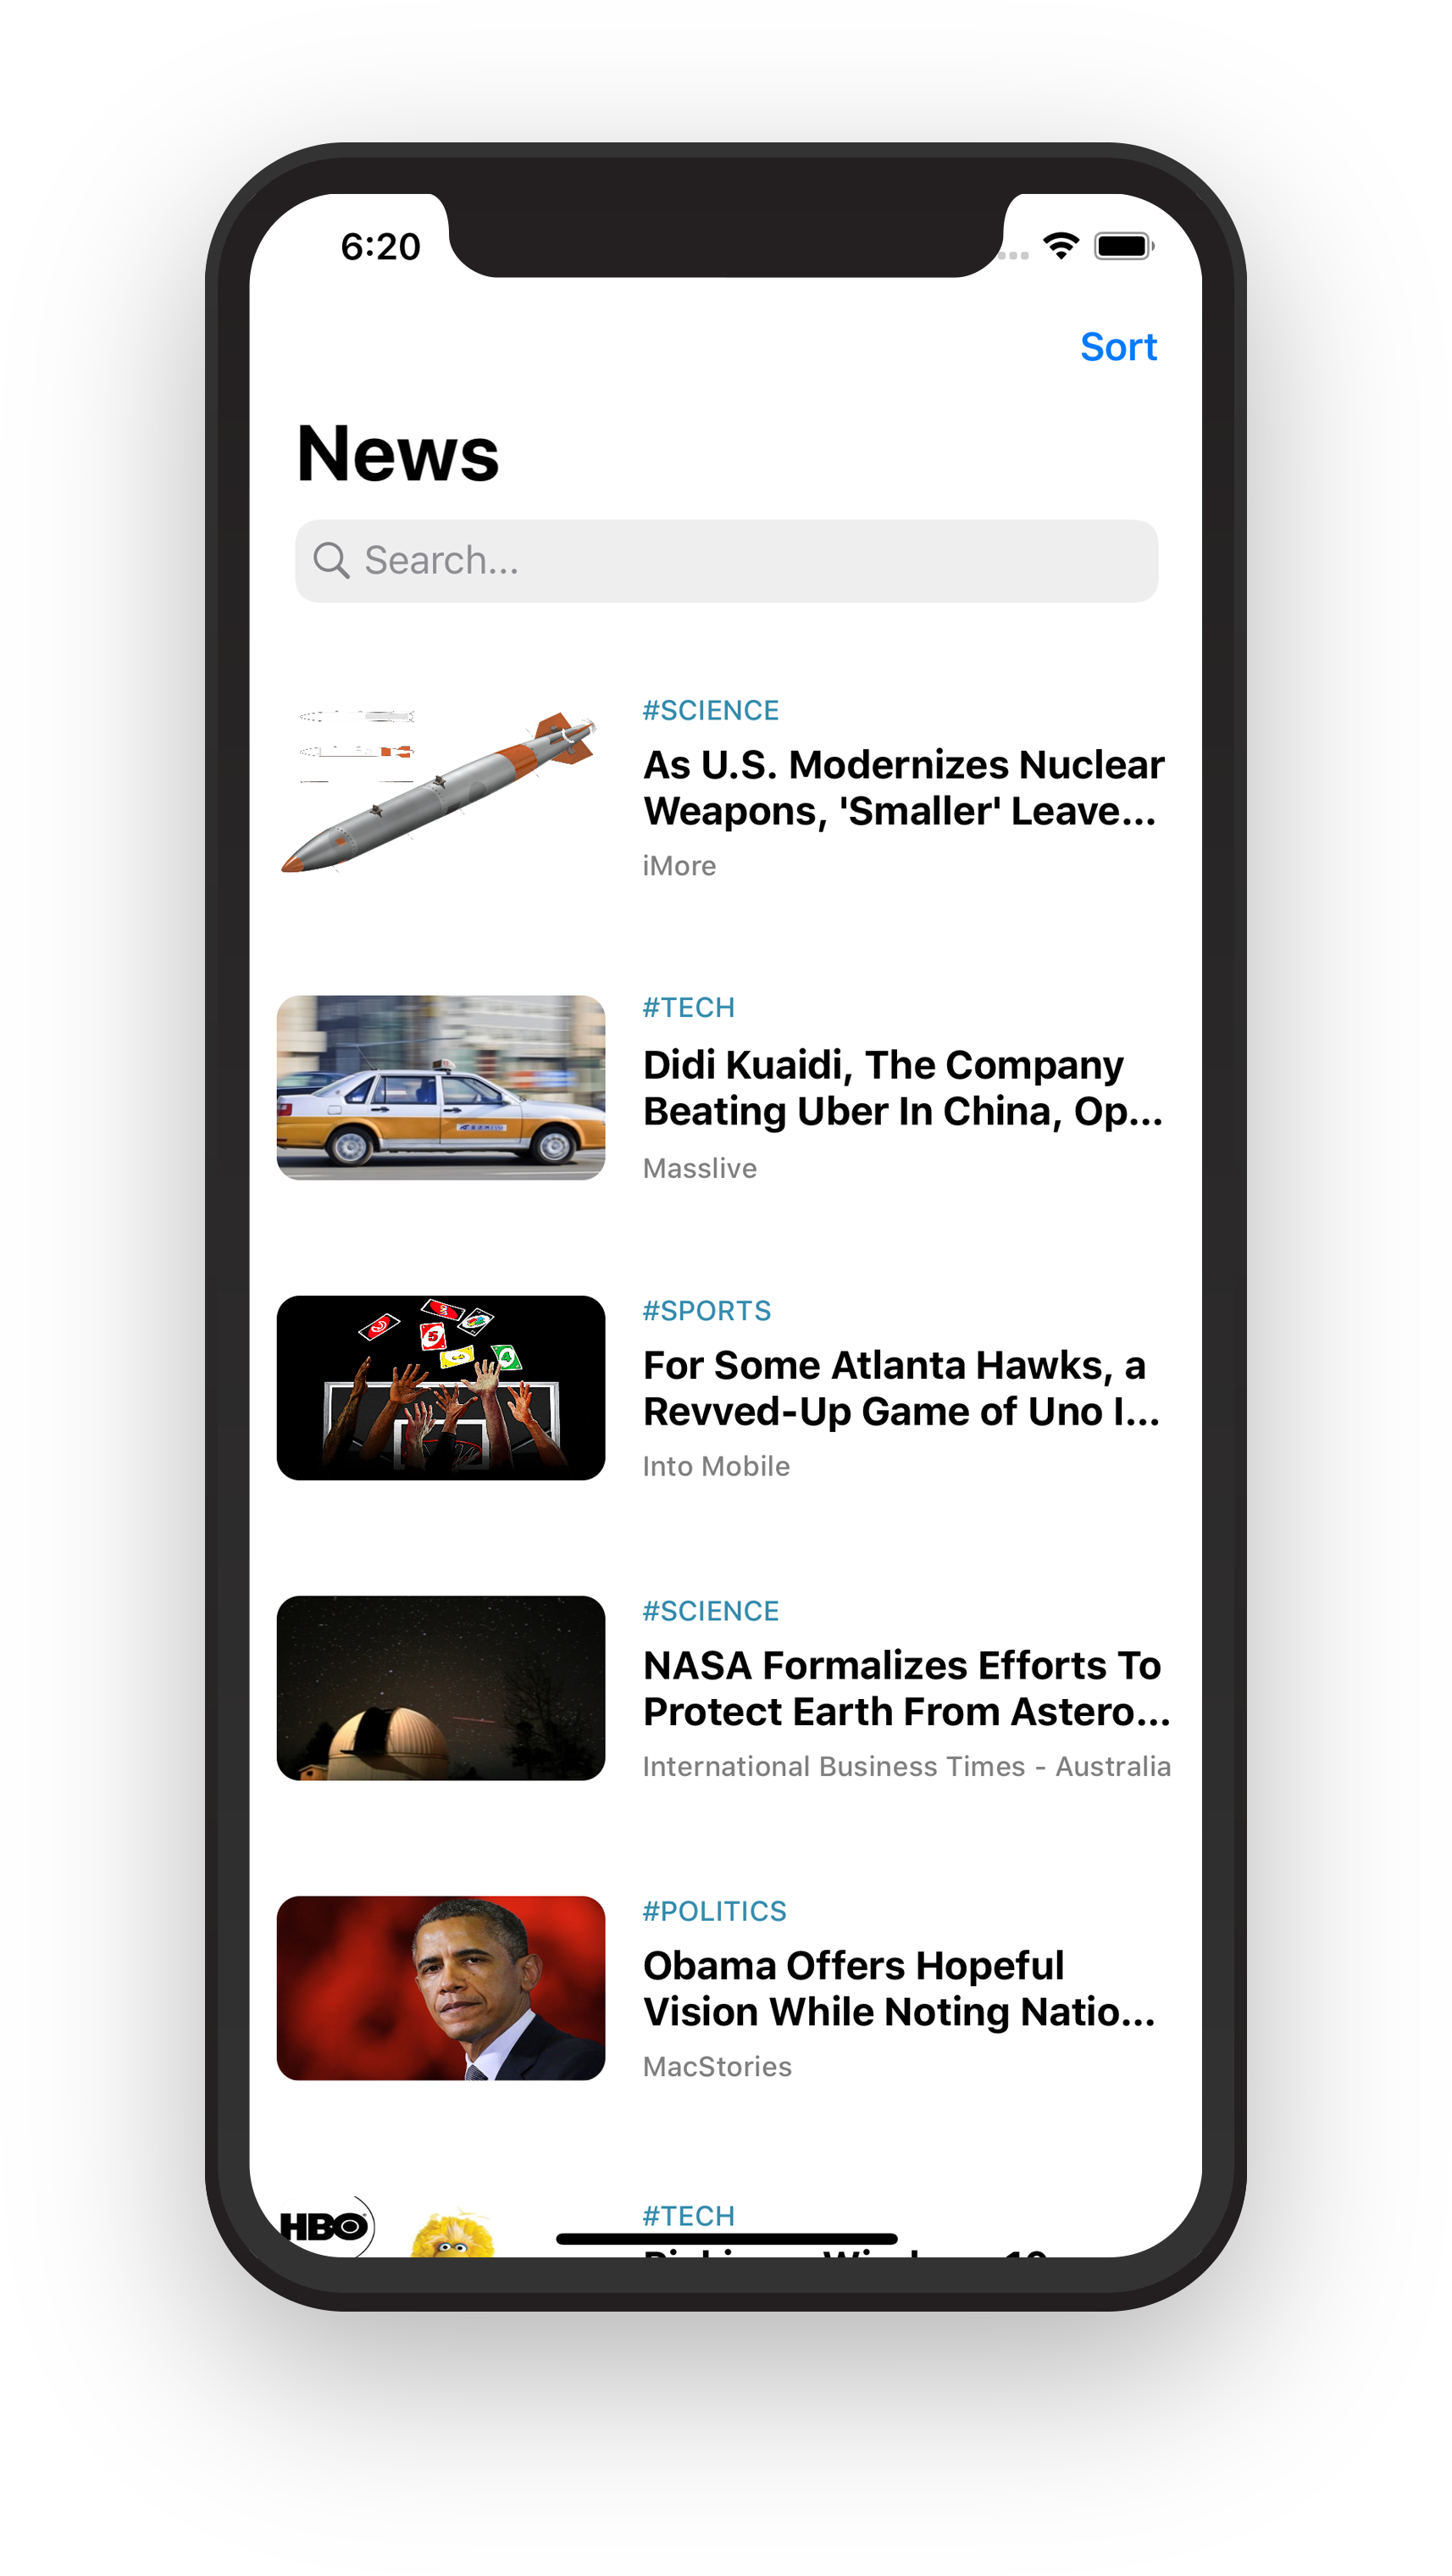 6:20
Sort
News
Search...
#SCIENCE
As U.S. Modernizes Nuclear
Weapons, 'Smaller' Leave...
iMore
#TECH
Didi Kuaidi, The Company
Beating Uber In China, Op...
Masslive
#SPORTS
For Some Atlanta Hawks, a
Revved-Up Game of Uno I...
Into Mobile
#SCIENCE
NASA Formalizes Efforts To
Protect Earth From Astero...
International Business Times - Australia
#POLITICS
Obama Offers Hopeful
Vision While Noting Natio...
MacStories
HBO
#TECH